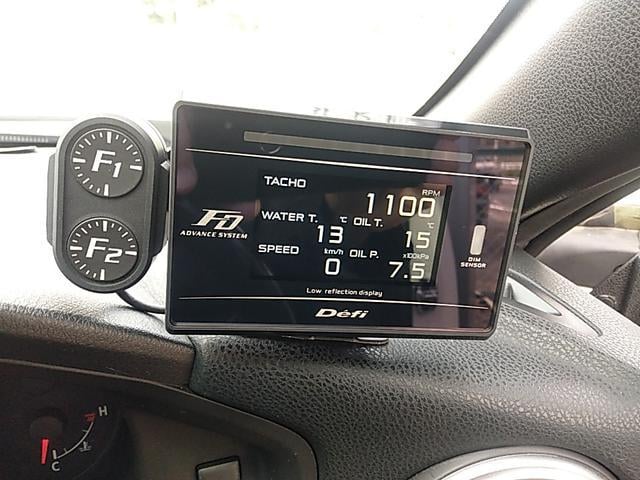 F1
F2
TACHO
1100 RPM
WATER T. °C OIL T. °C
13 15
SPEED km/h OIL P. x100kPa
0 7.5
FD
ADVANCE SYSTEM
DIM
SENSOR
Low reflection display
Défi
H
C